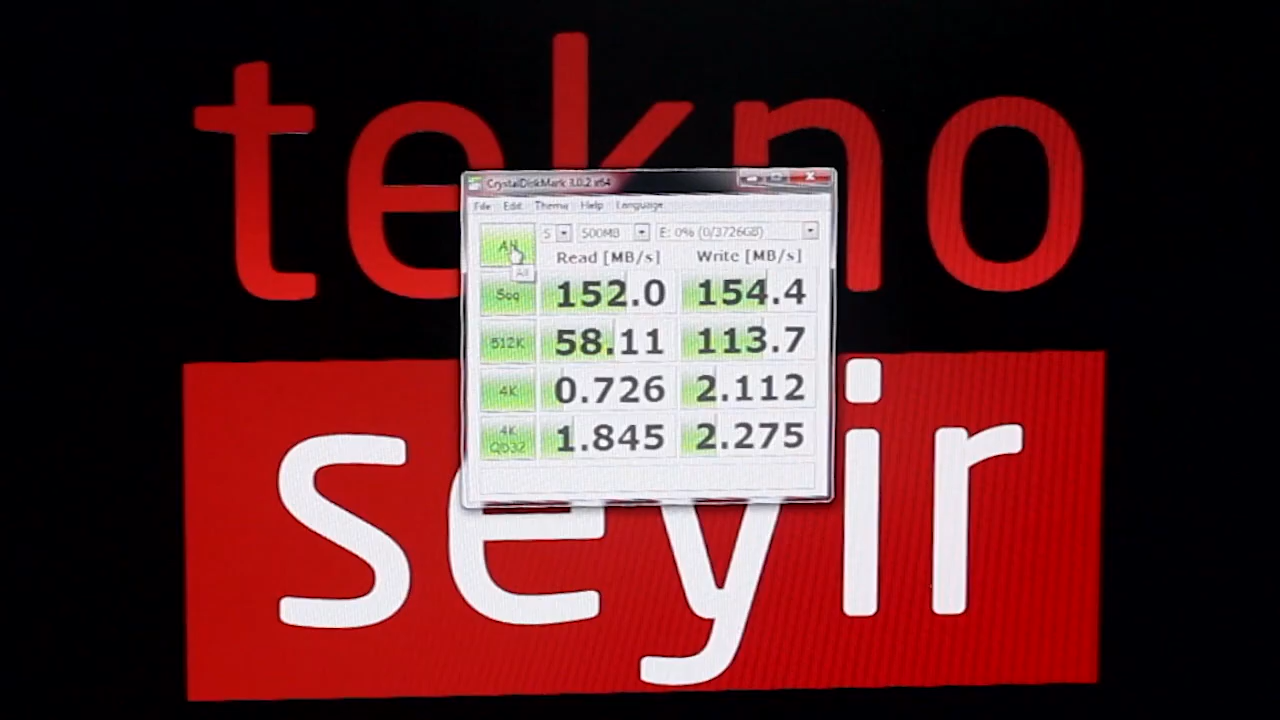 tekno
seyir
CrystalDiskMark 3.0.2 x64
File Edit Theme Help Language
All 5 500MB E: 0% (0/3726GB)
All
Read [MB/s] Write [MB/s]
Seq 152.0 154.4
512K 58.11 113.7
4K 0.726 2.112
4K QD32 1.845 2.275